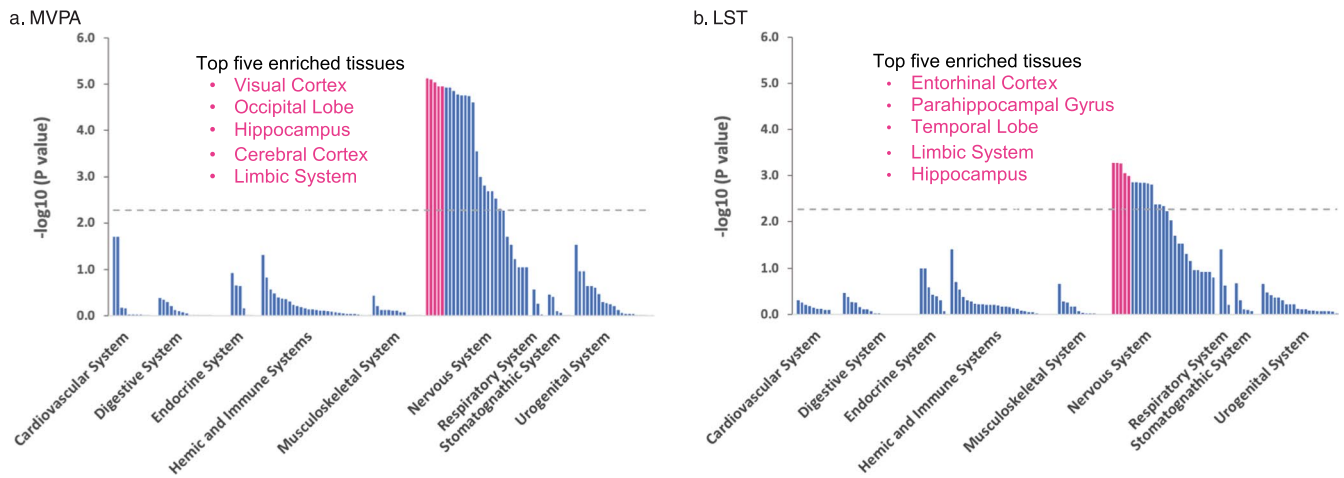 a. MVPA
6.0
5.0
4.0
3.0
2.0
1.0
0.0
-log10 (P value)
Top five enriched tissues
• Visual Cortex
• Occipital Lobe
• Hippocampus
• Cerebral Cortex
• Limbic System
Cardiovascular System
Digestive System
Endocrine System
Hemic and Immune Systems
Musculoskeletal System
Nervous System
Respiratory System
Stomatognathic System
Urogenital System
b. LST
6.0
5.0
4.0
3.0
2.0
1.0
0.0
-log10 (P value)
Top five enriched tissues
• Entorhinal Cortex
• Parahippocampal Gyrus
• Temporal Lobe
• Limbic System
• Hippocampus
Cardiovascular System
Digestive System
Endocrine System
Hemic and Immune Systems
Musculoskeletal System
Nervous System
Respiratory System
Stomatognathic System
Urogenital System